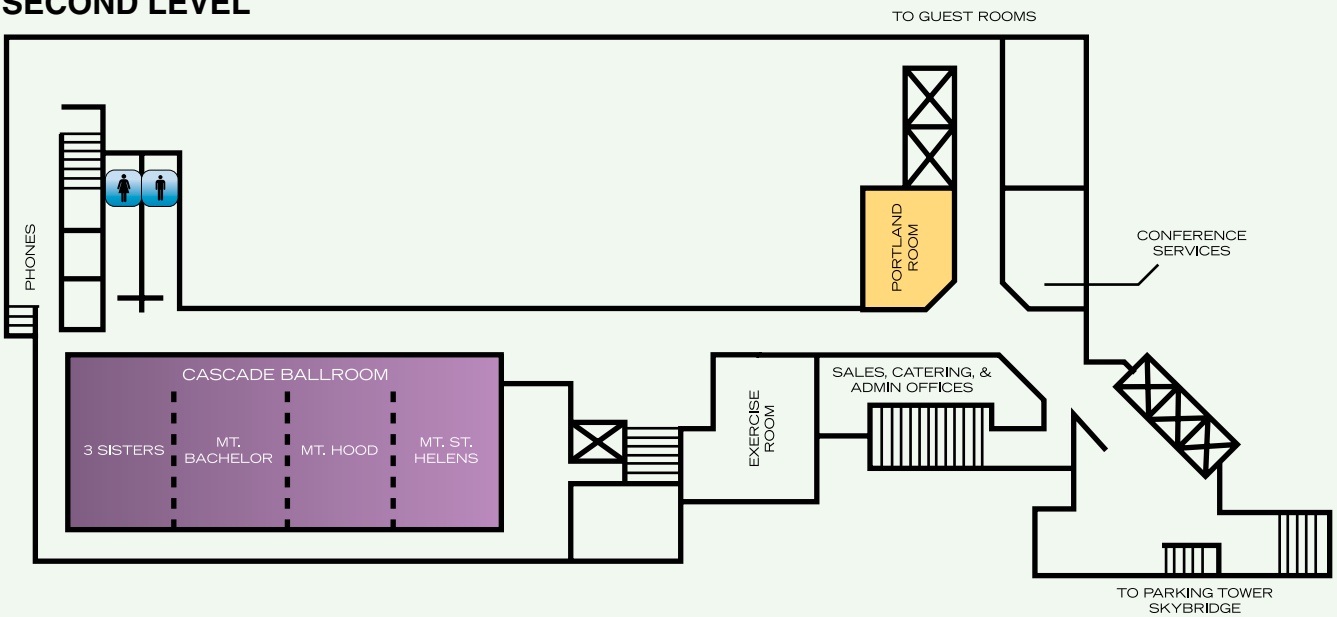 SECOND LEVEL
TO GUEST ROOMS
PHONES
PORTLAND
ROOM
CONFERENCE
SERVICES
CASCADE BALLROOM
3 SISTERS
MT.
BACHELOR
MT. HOOD
MT. ST.
HELENS
EXERCISE
ROOM
SALES, CATERING, &
ADMIN OFFICES
TO PARKING TOWER
SKYBRIDGE